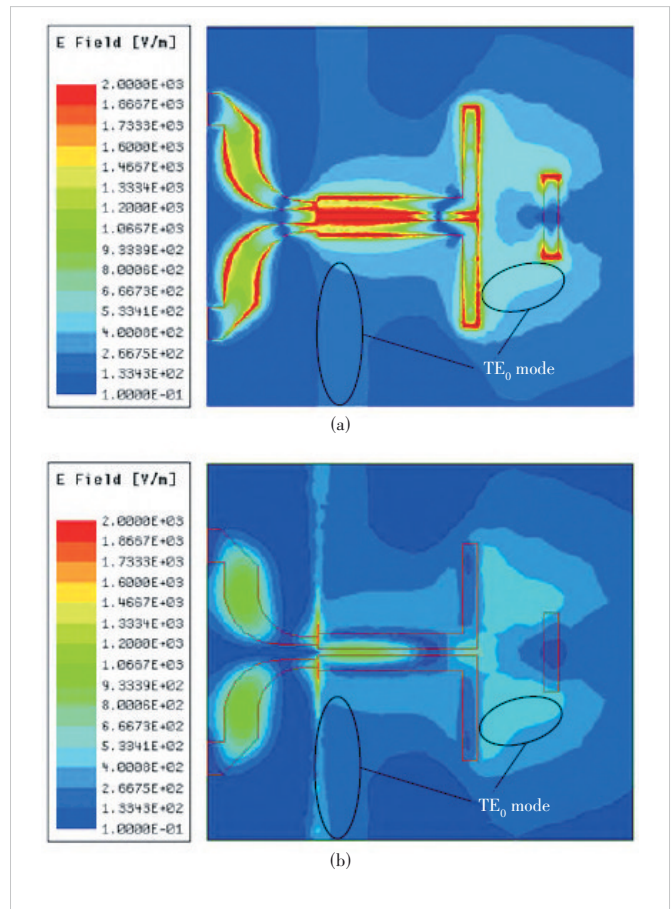 E Field [V/m]
2.0000E+03
1.8667E+03
1.7333E+03
1.6000E+03
1.4667E+03
1.3334E+03
1.2000E+03
1.0667E+03
9.3339E+02
8.0006E+02
6.6673E+02
5.3341E+02
4.0008E+02
2.6675E+02
1.3343E+02
1.0000E-01
TE₀ mode
(a)
E Field [V/m]
2.0000E+03
1.8667E+03
1.7333E+03
1.6000E+03
1.4667E+03
1.3334E+03
1.2000E+03
1.0667E+03
9.3339E+02
8.0006E+02
6.6673E+02
5.3341E+02
4.0008E+02
2.6675E+02
1.3343E+02
1.0000E-01
TE₀ mode
(b)